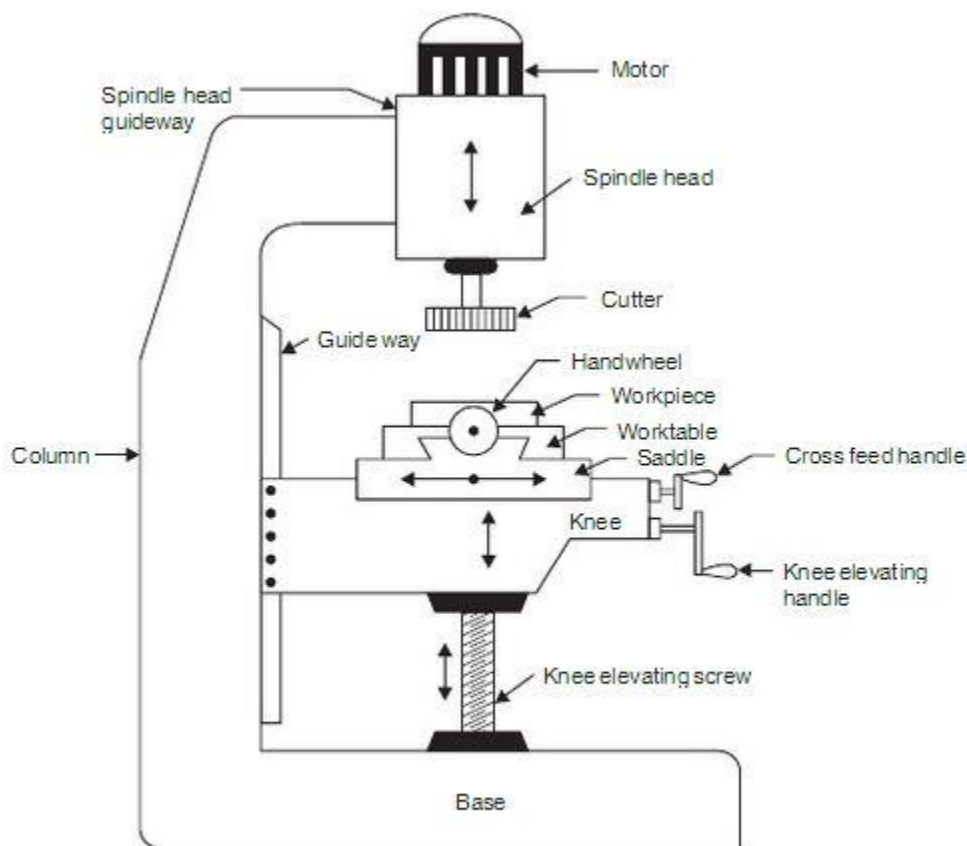 Motor
Spindle head
guideway
Spindle head
Cutter
Guide way
Handwheel
Workpiece
Worktable
Saddle
Cross feed handle
Column
Knee
Knee elevating
handle
Knee elevating screw
Base